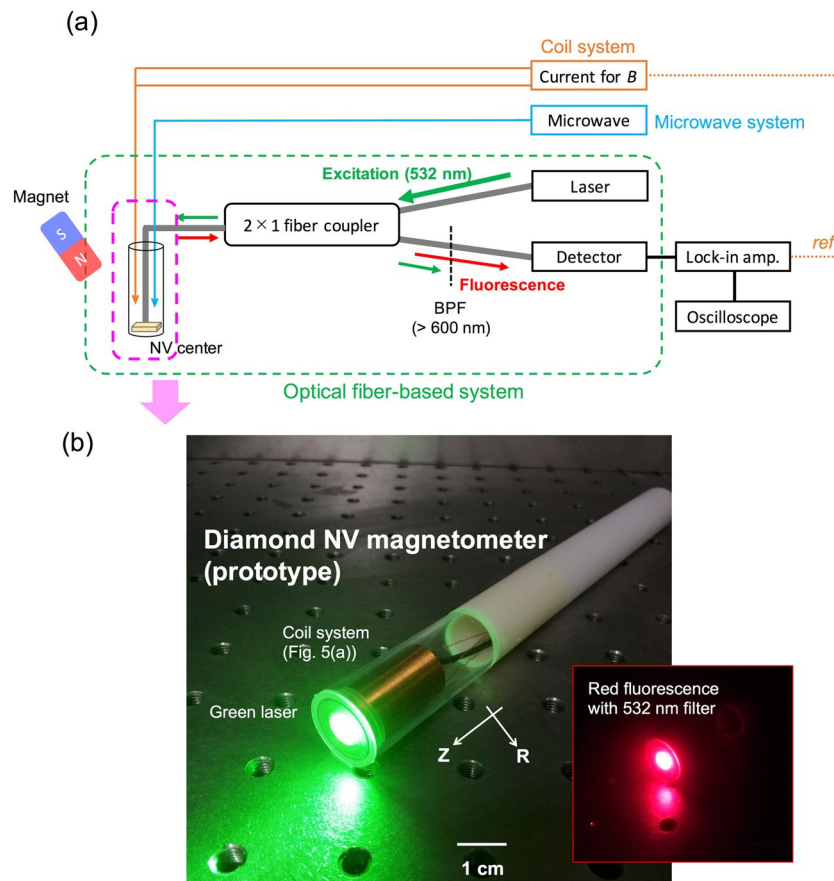 (a)
Coil system
Current for B
Microwave
Microwave system
Excitation (532 nm)
Magnet
S
N
2×1 fiber coupler
Laser
Detector
Lock-in amp.
ref
Fluorescence
BPF
(> 600 nm)
Oscilloscope
NV center
Optical fiber-based system
(b)
Diamond NV magnetometer
(prototype)
Coil system
(Fig. 5(a))
Green laser
Z
R
1 cm
Red fluorescence
with 532 nm filter